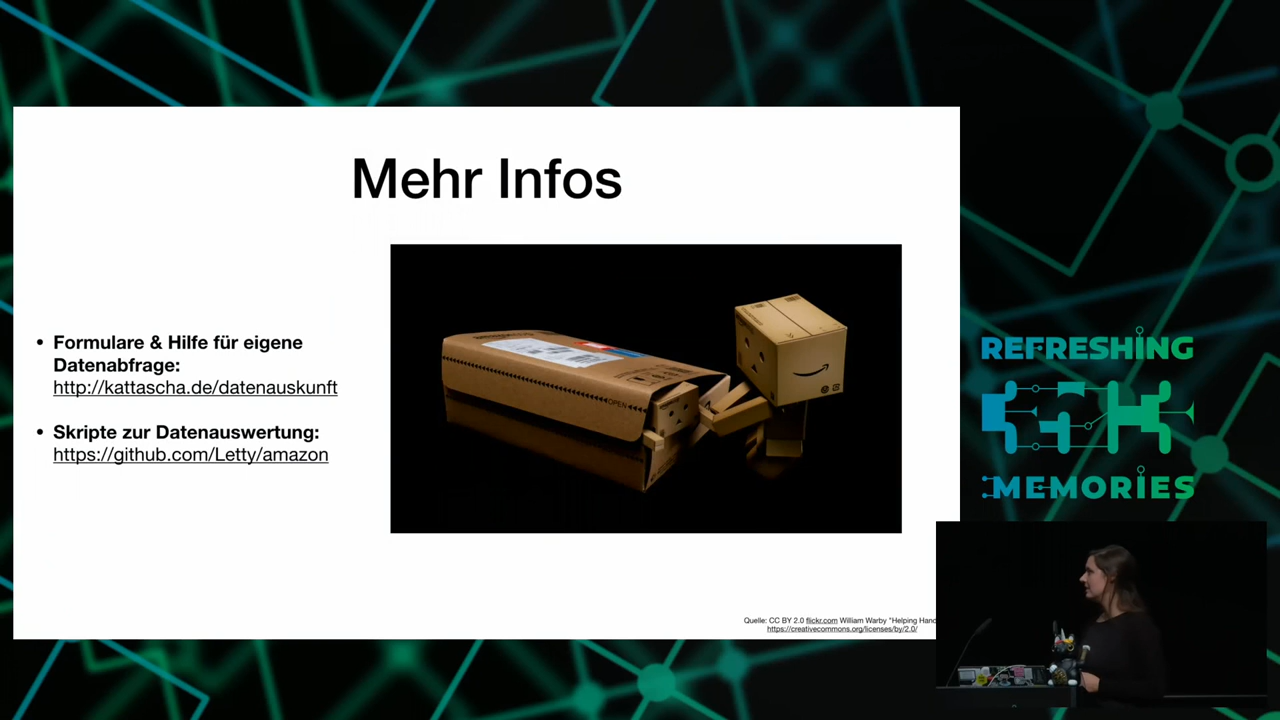 Mehr Infos
• Formulare & Hilfe für eigene
Datenabfrage:
http://kattascha.de/datenauskunft
• Skripte zur Datenauswertung:
https://github.com/Letty/amazon
OPEN
Quelle: CC BY 2.0 flickr.com William Warby "Helping Hand
https://creativecommons.org/licenses/by/2.0/
REFRESHING
MEMORIES